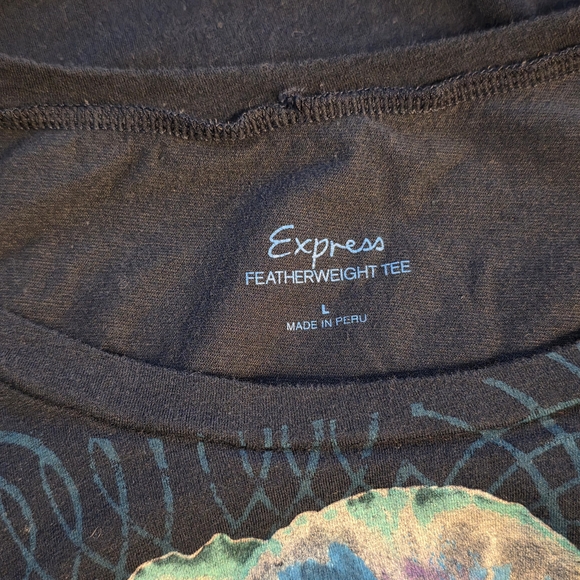 Express
FEATHERWEIGHT TEE
L
MADE IN PERU